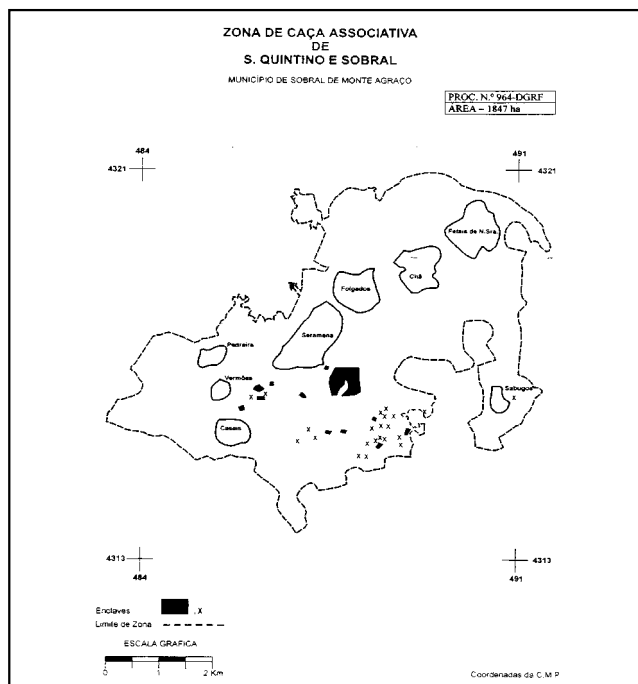 ZONA DE CAÇA ASSOCIATIVA
DE
S. QUINTINO E SOBRAL
MUNICÍPIO DE SOBRAL DE MONTE AGRAÇO
PROC. N.º 964-DGRF
ÁREA – 1847 ha
484
491
4321
4321
Patais de N.Sra.
Chã
Folgados
Seramena
Pedreira
Vermões
Sabugos
x
x x
Casais
x x x x x x x x x x x x x x x x x x
4313
484
4313
491
Enclaves , x
Limite de Zona
ESCALA GRAFICA
0 1 2 Km
Coordenadas da C.M.P